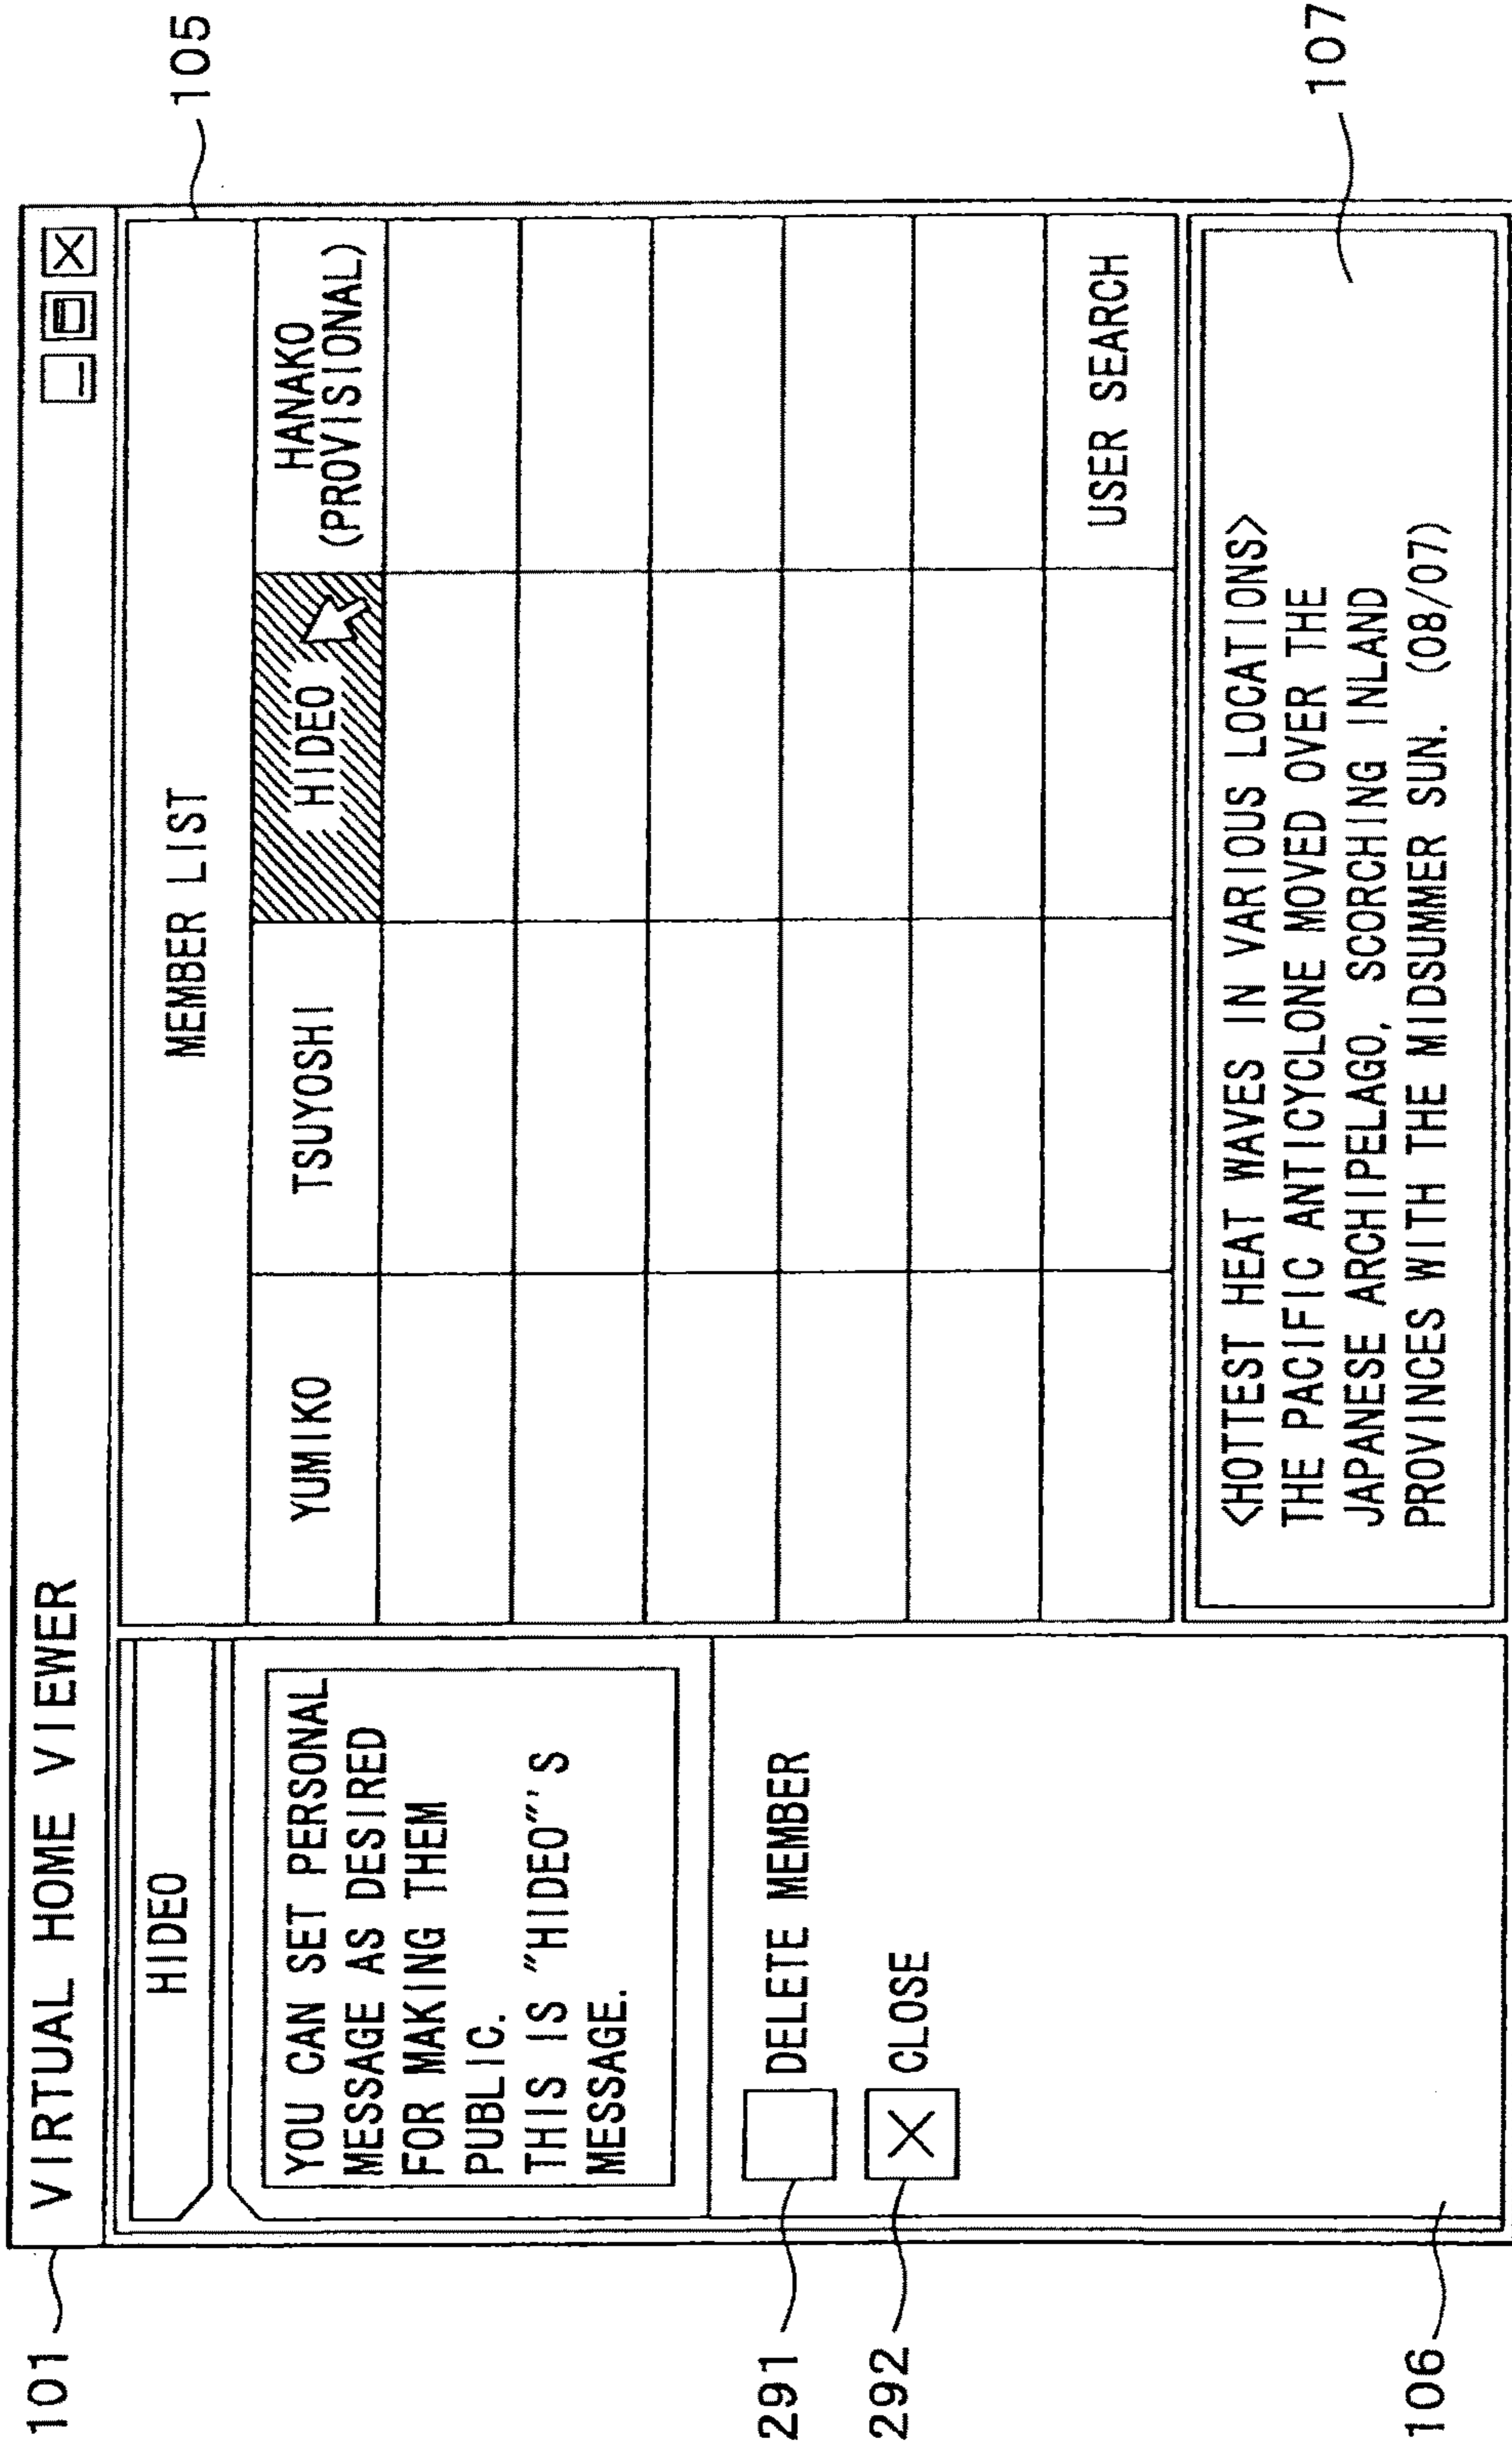 101
VIRTUAL HOME VIEWER
105
HIDEO
YOU CAN SET PERSONAL
MESSAGE AS DESIRED
FOR MAKING THEM
PUBLIC.
THIS IS "HIDEO"'S
MESSAGE.
291
DELETE MEMBER
292
CLOSE
106
MEMBER LIST
YUMIKO
TSUYOSHI
HIDEO
HANAKO
(PROVISIONAL)
USER SEARCH
<HOTTEST HEAT WAVES IN VARIOUS LOCATIONS>
THE PACIFIC ANTICYCLONE MOVED OVER THE
JAPANESE ARCHIPELAGO, SCORCHING INLAND
PROVINCES WITH THE MIDSUMMER SUN. (08/07)
107